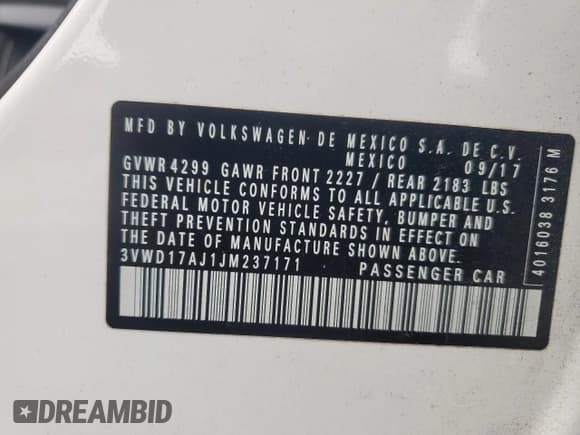 MFD BY VOLKSWAGEN DE MEXICO S.A. DE C.V.
MEXICO 09/17
GVWR 4299 GAWR FRONT 2227 / REAR 2183 LBS
THIS VEHICLE CONFORMS TO ALL APPLICABLE U.S.
FEDERAL MOTOR VEHICLE SAFETY, BUMPER AND
THEFT PREVENTION STANDARDS IN EFFECT ON
THE DATE OF MANUFACTURE SHOWN ABOVE.
3VWD17AJ1JM237171 PASSENGER CAR
4016038 3176 M
DREAMBID